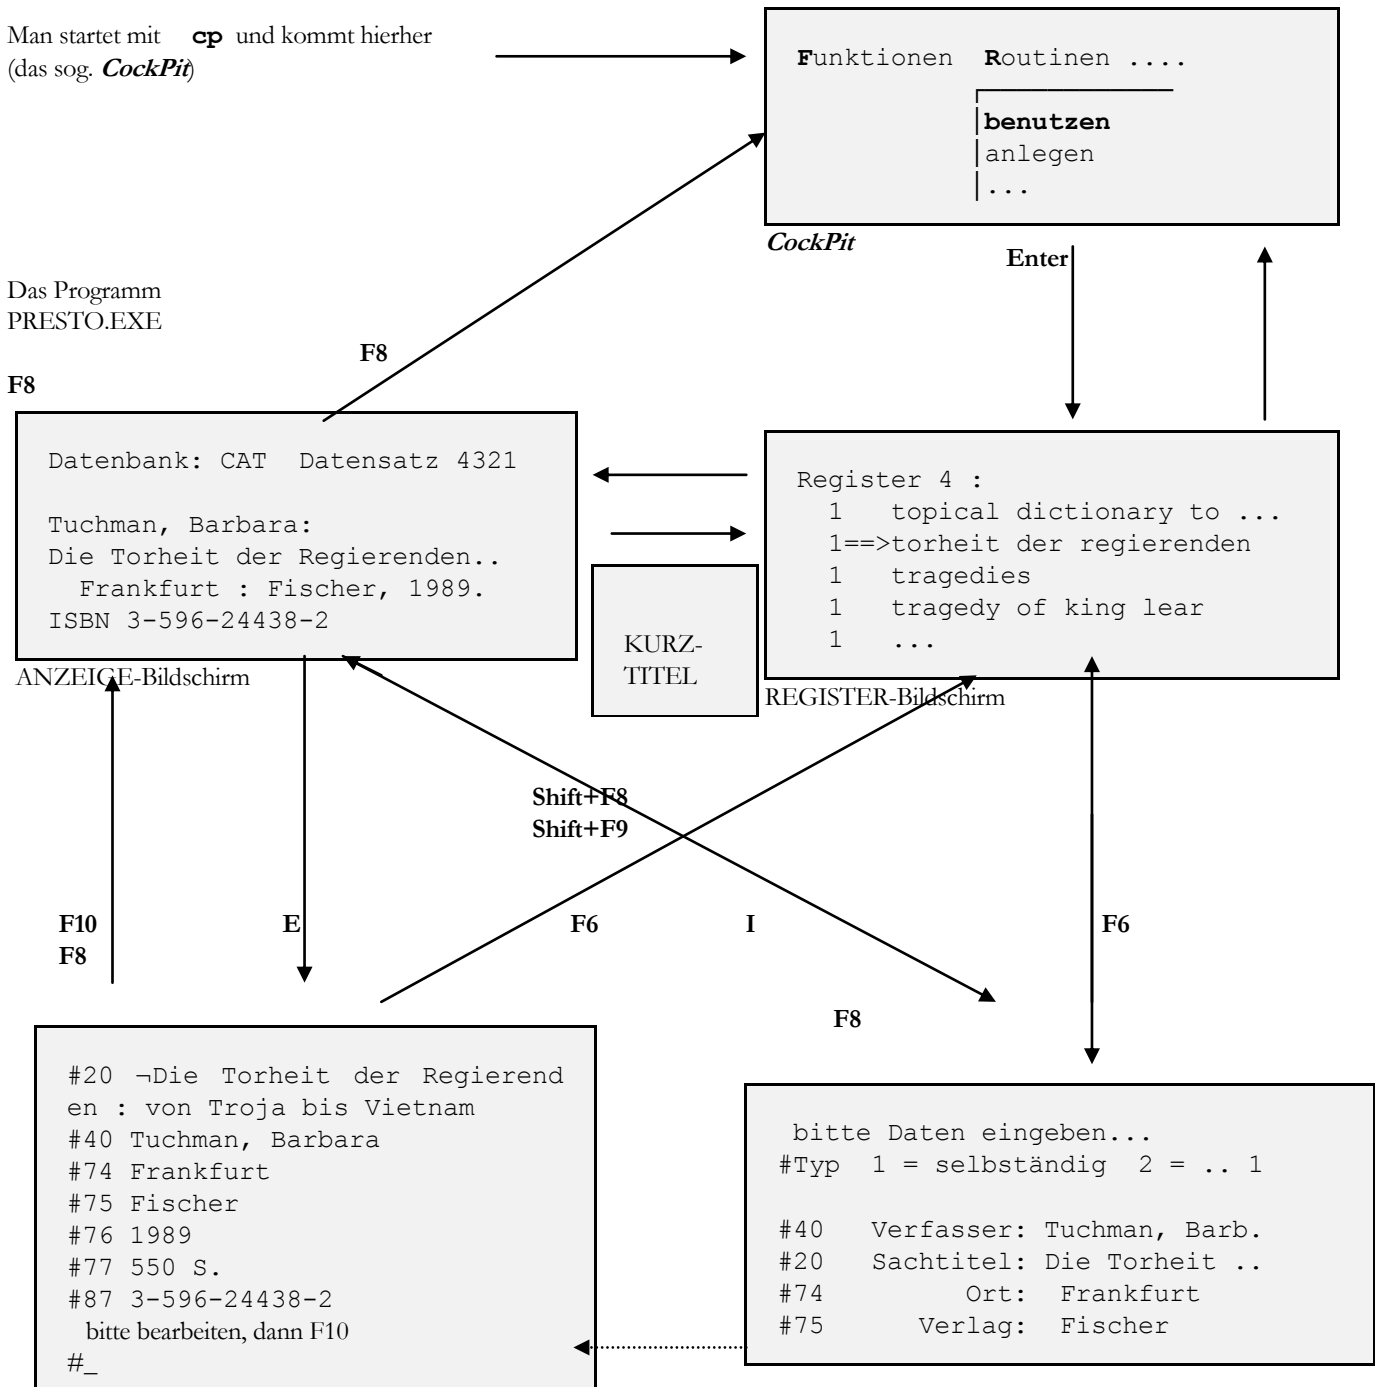 Man startet mit cp und kommt hierher
(das sog. CockPit)
Funktionen Routinen ....
benutzen
anlegen
...
CockPit
Enter
Das Programm
PRESTO.EXE
F8
F8
Datenbank: CAT Datensatz 4321
Tuchman, Barbara:
Die Torheit der Regierenden..
Frankfurt : Fischer, 1989.
ISBN 3-596-24438-2
ANZEIGE-Bildschirm
KURZ-
TITEL
Register 4 :
1 topical dictionary to ...
1==>torheit der regierenden
1 tragedies
1 tragedy of king lear
1 ...
REGISTER-Bildschirm
Shift+F8
Shift+F9
F10
F8
E
F6
I
F6
F8
#20 ¬Die Torheit der Regierend
en : von Troja bis Vietnam
#40 Tuchman, Barbara
#74 Frankfurt
#75 Fischer
#76 1989
#77 550 S.
#87 3-596-24438-2
bitte bearbeiten, dann F10
#_
bitte Daten eingeben...
#Typ 1 = selbständig 2 = .. 1
#40 Verfasser: Tuchman, Barb.
#20 Sachtitel: Die Torheit ..
#74 Ort: Frankfurt
#75 Verlag: Fischer